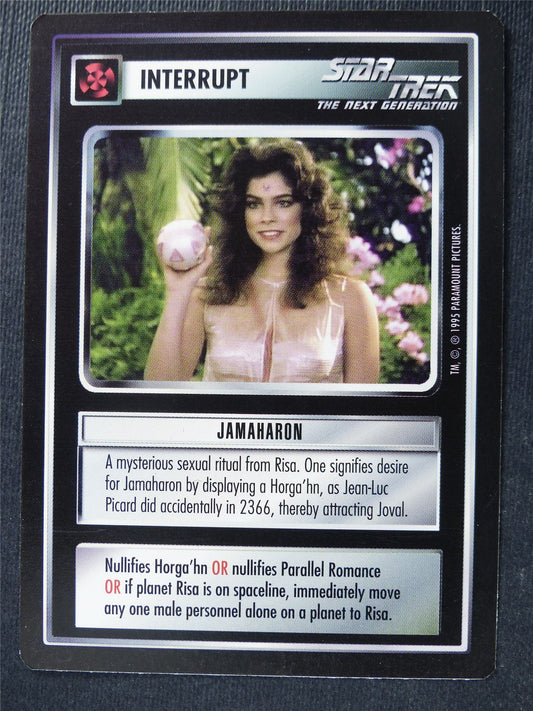 INTERRUPT
STAR TREK
THE NEXT GENERATION
TM, ©, ® 1995 PARAMOUNT PICTURES.
JAMAHARON
A mysterious sexual ritual from Risa. One signifies desire
for Jamaharon by displaying a Horga'hn, as Jean-Luc
Picard did accidentally in 2366, thereby attracting Joval.
Nullifies Horga'hn OR nullifies Parallel Romance
OR if planet Risa is on spaceline, immediately move
any one male personnel alone on a planet to Risa.